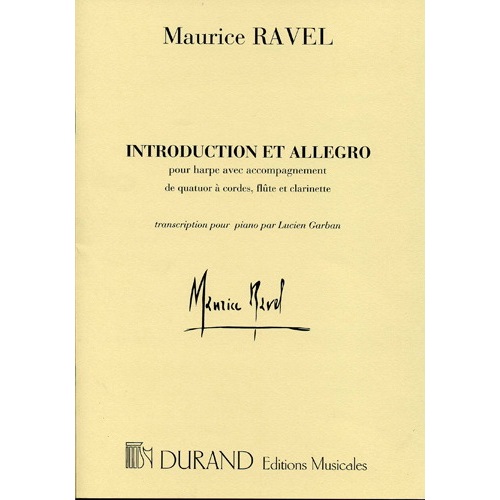 Maurice RAVEL
INTRODUCTION ET ALLEGRO
pour harpe avec accompagnement
de quatuor à cordes, flûte et clarinette
transcription pour piano par Lucien Garban
Maurice Ravel
DURAND Editions Musicales